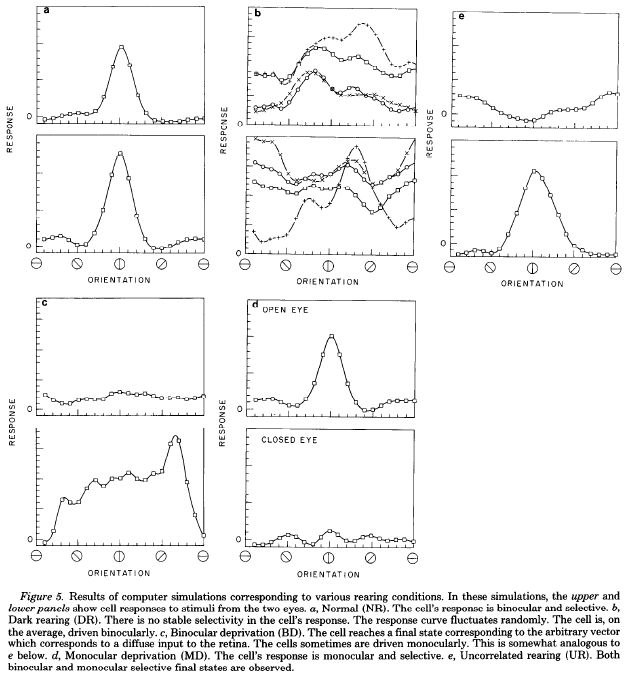 a
b
e
RESPONSE
0
0
RESPONSE
0
0
RESPONSE
0
0
ORIENTATION
ORIENTATION
ORIENTATION
c
d
OPEN EYE
RESPONSE
0
0
RESPONSE
0
CLOSED EYE
0
ORIENTATION
ORIENTATION
Figure 5. Results of computer simulations corresponding to various rearing conditions. In these simulations, the upper and
lower panels show cell responses to stimuli from the two eyes. a, Normal (NR). The cell's response is binocular and selective. b,
Dark rearing (DR). There is no stable selectivity in the cell's response. The response curve fluctuates randomly. The cell is, on
the average, driven binocularly. c, Binocular deprivation (BD). The cell reaches a final state corresponding to the arbitrary vector
which corresponds to a diffuse input to the retina. The cells sometimes are driven monocularly. This is somewhat analogous to
e below. d, Monocular deprivation (MD). The cell's response is monocular and selective. e, Uncorrelated rearing (UR). Both
binocular and monocular selective final states are observed.